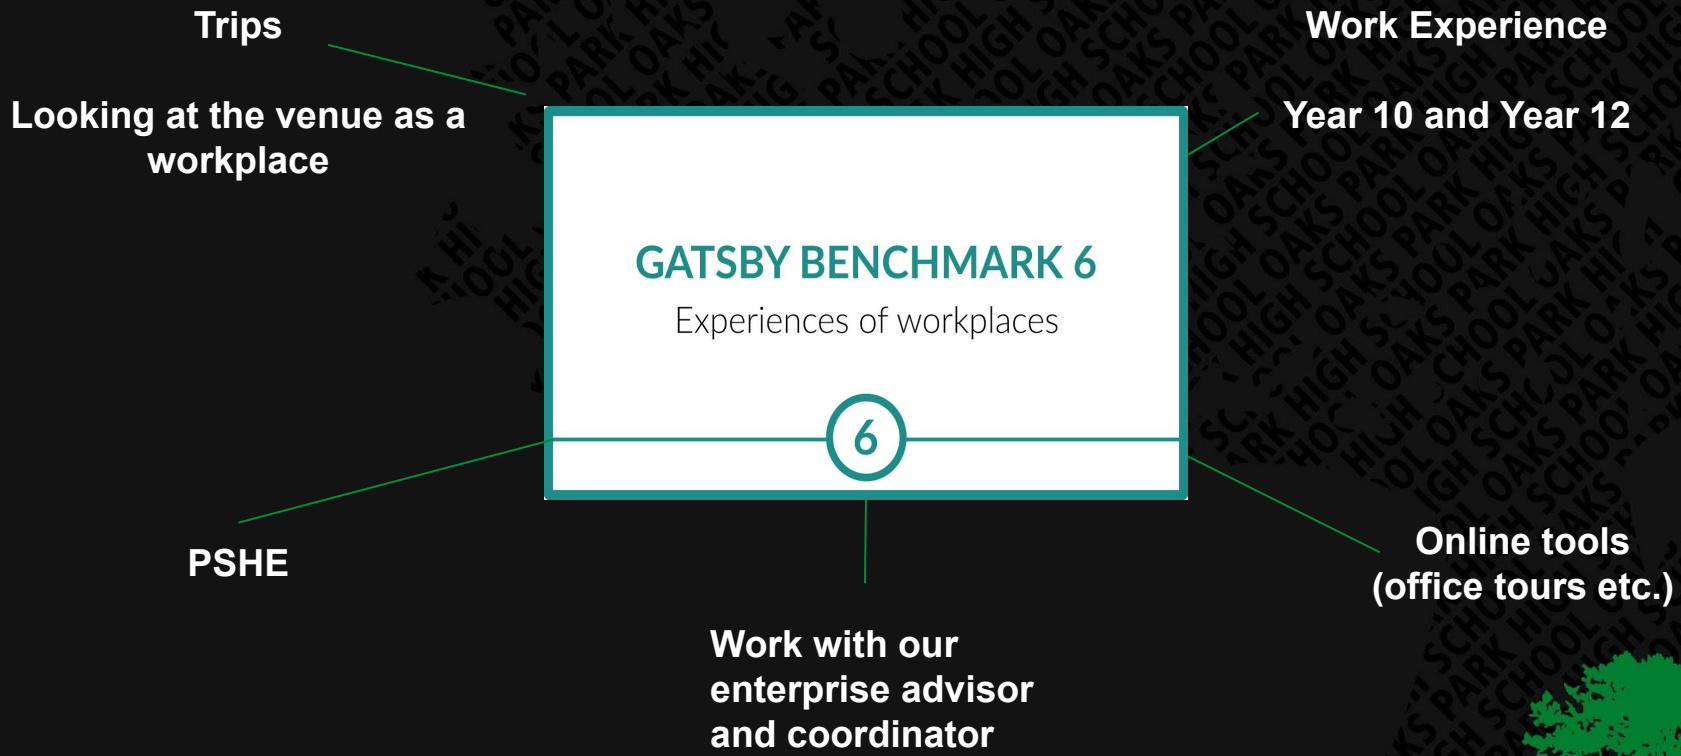 Trips
Looking at the venue as a
workplace
Work Experience
Year 10 and Year 12
GATSBY BENCHMARK 6
Experiences of workplaces
6
PSHE
Online tools
(office tours etc.)
Work with our
enterprise advisor
and coordinator